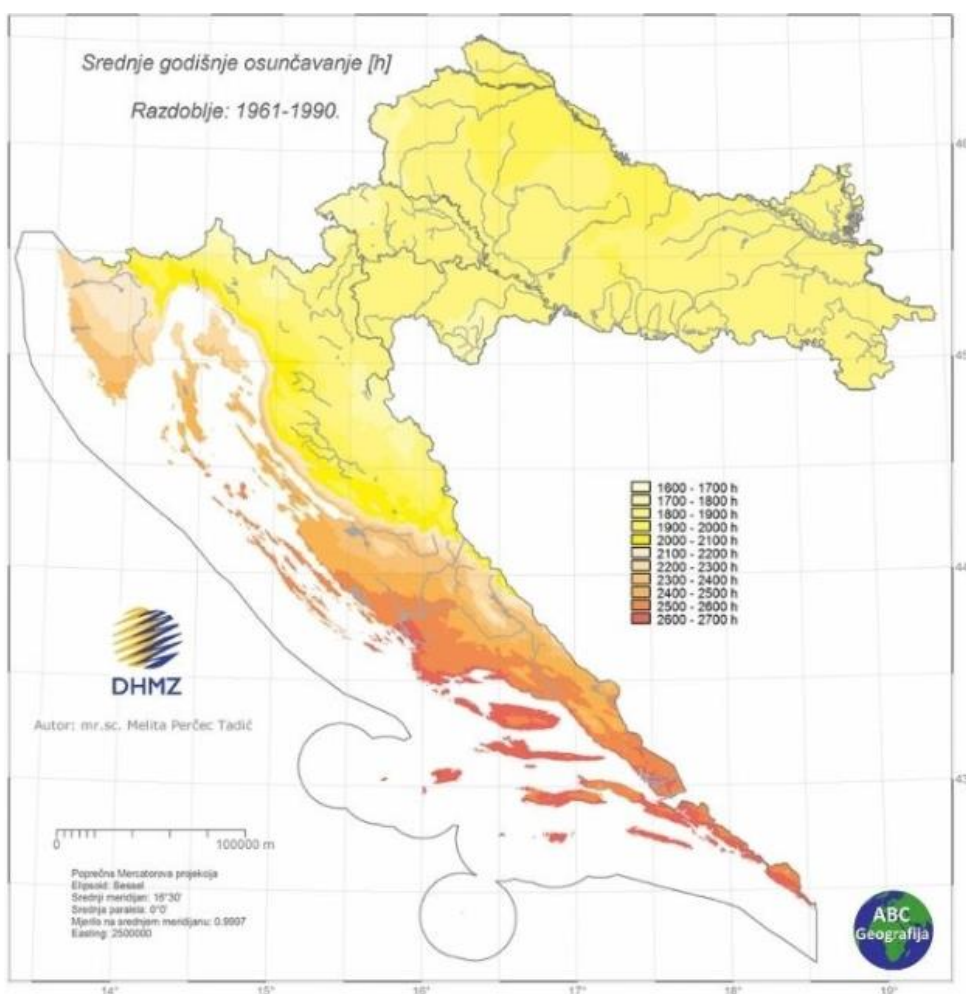 Srednje godišnje osunčavanje [h]
Razdoblje: 1961-1990.
45
44
43
1600 - 1700 h
1700 - 1800 h
1800 - 1900 h
1900 - 2000 h
2000 - 2100 h
2100 - 2200 h
2200 - 2300 h
2300 - 2400 h
2400 - 2500 h
2500 - 2600 h
2600 - 2700 h
DHMZ
Autor: mr.sc. Melita Perčec Tadić
100000 m
Poprečna Mercatorova projekcija
Elipsoid: Bessel
Srednji meridijan: 16°30'
Srednja paralela: 0°0'
Mjerilo na srednjem meridijanu: 0.9997
Easting: 2500000
ABC
Geografija
14° 15° 16° 17° 18° 19°